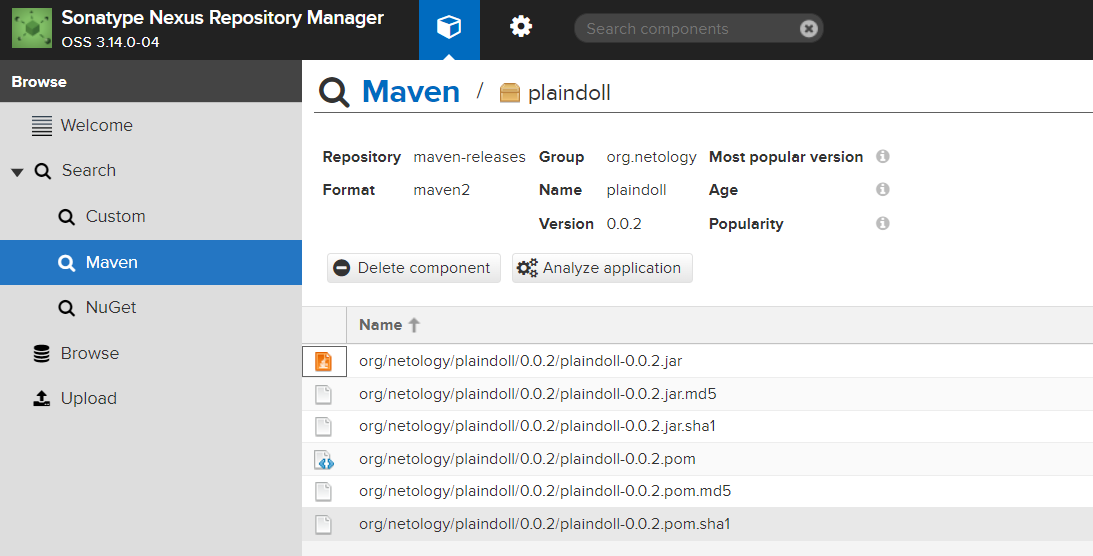 Sonatype Nexus Repository Manager
OSS 3.14.0-04
Search components
Browse
Welcome
Search
Custom
Maven
NuGet
Browse
Upload
Maven / plaindoll
Repository maven-releases Group org.netology Most popular version
Format maven2 Name plaindoll Age
Version 0.0.2 Popularity
Delete component Analyze application
Name
org/netology/plaindoll/0.0.2/plaindoll-0.0.2.jar
org/netology/plaindoll/0.0.2/plaindoll-0.0.2.jar.md5
org/netology/plaindoll/0.0.2/plaindoll-0.0.2.jar.sha1
org/netology/plaindoll/0.0.2/plaindoll-0.0.2.pom
org/netology/plaindoll/0.0.2/plaindoll-0.0.2.pom.md5
org/netology/plaindoll/0.0.2/plaindoll-0.0.2.pom.sha1